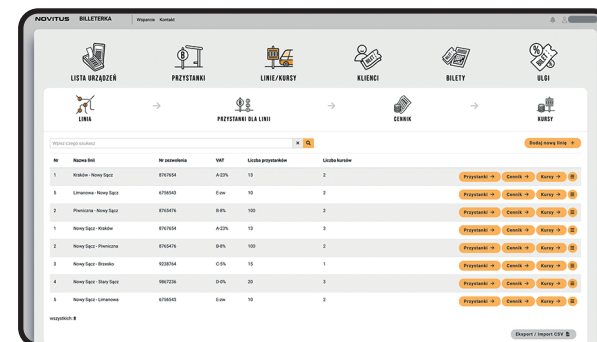 NOVITUS BILLETERKA Wsparcie Kontakt
LISTA URZĄDZEŃ PRZYSTANKI LINIE/KURSY KLIENCI BILETY ULGI
LINIA PRZYSTANKI DLA LINII CENNIK KURSY
Wpisz czego szukasz × Dodaj nową linię +
Nr Nazwa linii Nr zezwolenia VAT Liczba przystanków Liczba kursów
1 Kraków - Nowy Sącz 8767654 A-23% 13 2 Przystanki → Cennik → Kursy →
5 Limanowa - Nowy Sącz 6756543 E-zw 10 2 Przystanki → Cennik → Kursy →
2 Piwniczna - Nowy Sącz 8765476 B-8% 100 2 Przystanki → Cennik → Kursy →
1 Nowy Sącz - Kraków 8767654 A-23% 13 3 Przystanki → Cennik → Kursy →
2 Nowy Sącz - Piwniczna 8765476 B-8% 100 2 Przystanki → Cennik → Kursy →
3 Nowy Sącz - Brzesko 9238764 C-5% 15 1 Przystanki → Cennik → Kursy →
4 Nowy Sącz - Stary Sącz 5867236 D-0% 20 3 Przystanki → Cennik → Kursy →
5 Nowy Sącz - Limanowa 6756543 E-zw 10 2 Przystanki → Cennik → Kursy →
wszystkich: 8
Eksport / Import CSV